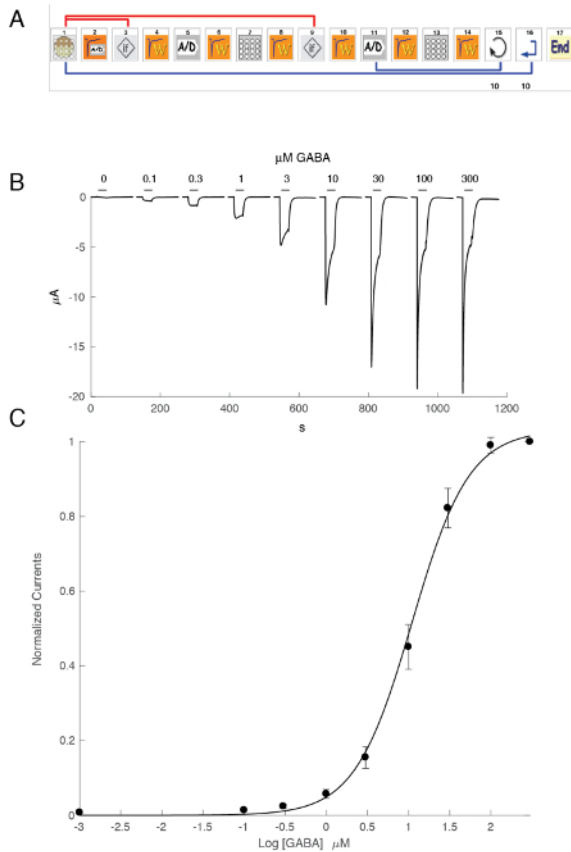 A
1 2 3 4 5 6 7 8 9 10 11 12 13 14 15 16 17
A/D if W A/D W W if W A/D W W End
10 10
B
µM GABA
0 0.1 0.3 1 3 10 30 100 300
0
-5
-10
-15
-20
µA
0 200 400 600 800 1000 1200
s
C
1
0.8
0.6
0.4
0.2
0
Normalized Currents
-3 -2.5 -2 -1.5 -1 -0.5 0 0.5 1 1.5 2
Log [GABA] µM